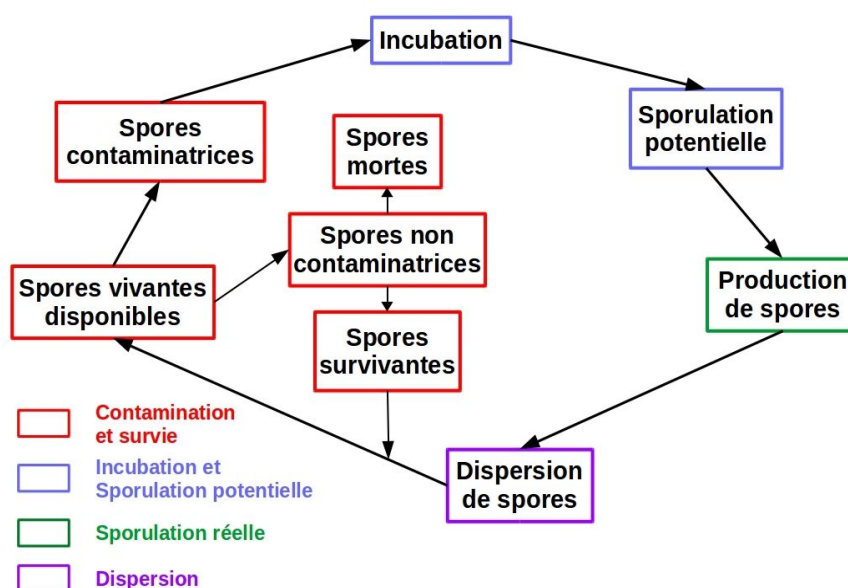 Incubation
Spores
contaminatrices
Spores
mortes
Sporulation
potentielle
Spores non
contaminatrices
Spores vivantes
disponibles
Production
de spores
Spores
survivantes
Dispersion
de spores
Contamination
et survie
Incubation et
Sporulation potentielle
Sporulation réelle
Dispersion